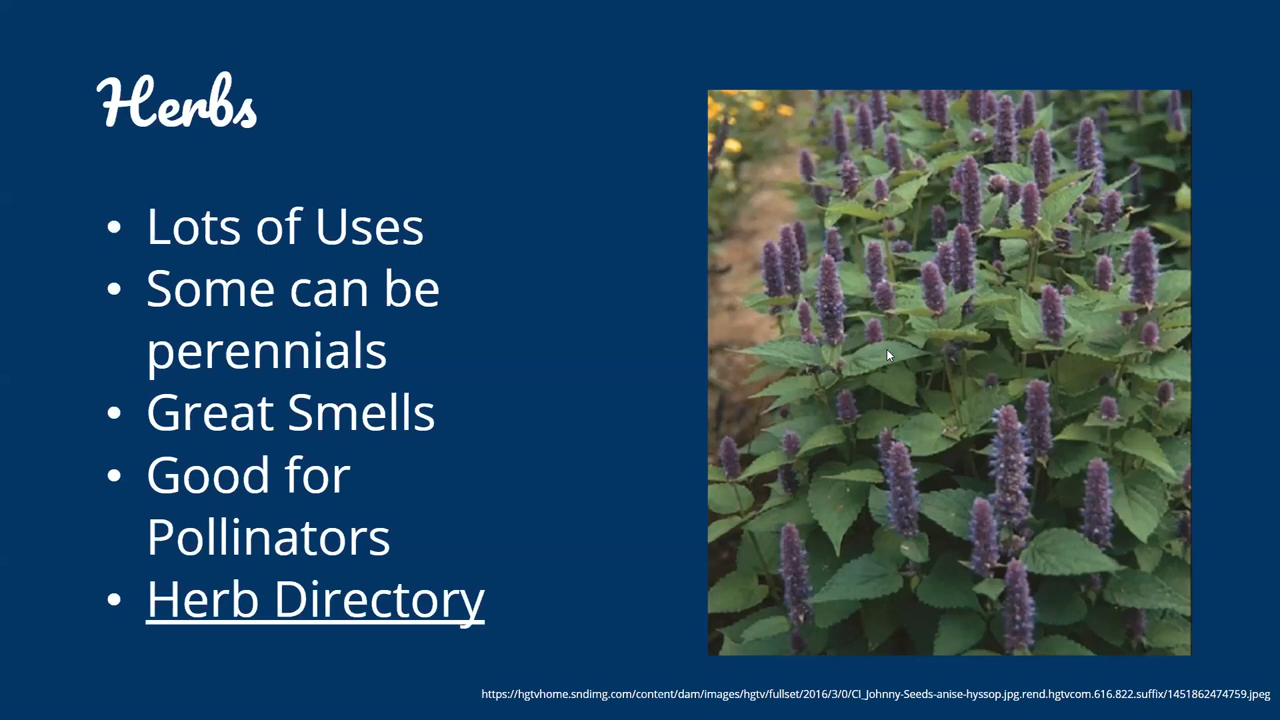 Herbs
• Lots of Uses
• Some can be
perennials
• Great Smells
• Good for
Pollinators
• Herb Directory
https://hgtvhome.sndimg.com/content/dam/images/hgtv/fullset/2016/3/0/CI_Johnny-Seeds-anise-hyssop.jpg.rend.hgtvcom.616.822.suffix/1451862474759.jpeg